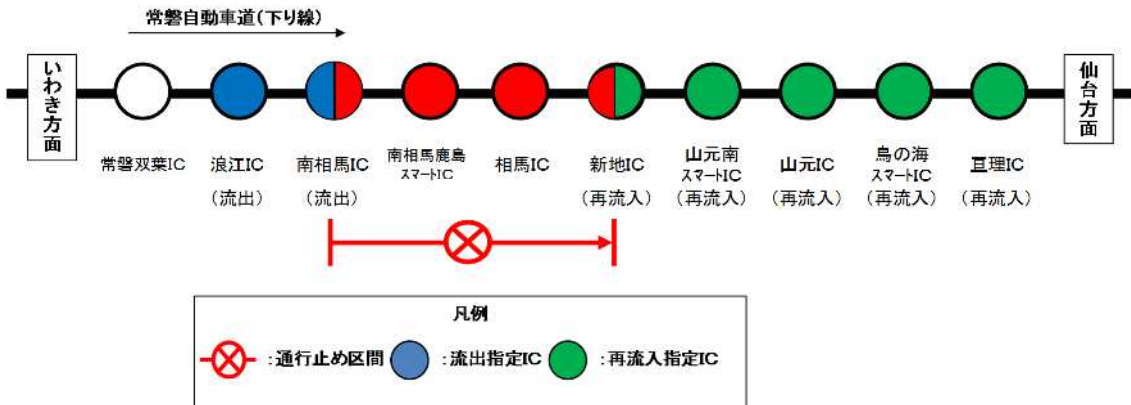 常磐自動車道(下り線)
いわき方面
仙台方面
常磐双葉IC
浪江IC
(流出)
南相馬IC
(流出)
南相馬鹿島
スマートIC
相馬IC
新地IC
(再流入)
山元南
スマートIC
(再流入)
山元IC
(再流入)
鳥の海
スマートIC
(再流入)
亘理IC
(再流入)
凡例
:通行止め区間
:流出指定IC
:再流入指定IC